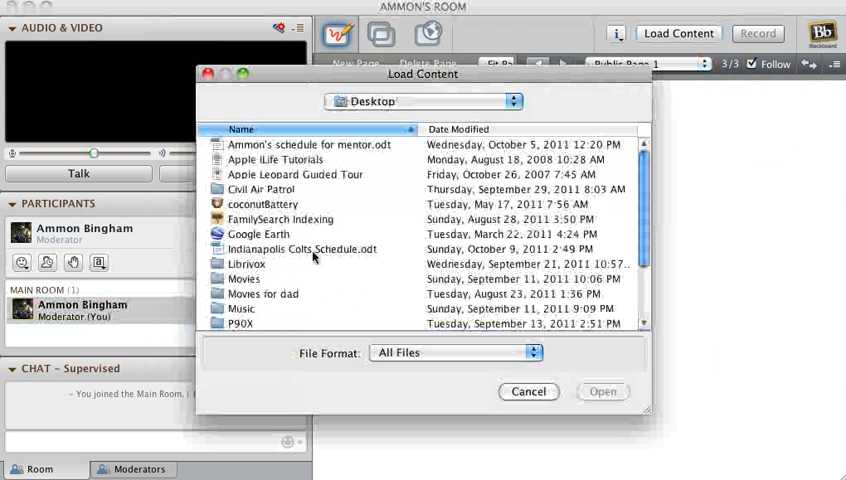 AMMON'S ROOM
AUDIO & VIDEO
i
Load Content
Record
Bb
Blackboard
New Page
Delete Page
Public Page 1
3/3
Follow
Load Content
Desktop
Name
Date Modified
Ammon's schedule for mentor.odt
Wednesday, October 5, 2011 12:20 PM
Apple iLife Tutorials
Monday, August 18, 2008 10:28 AM
Apple Leopard Guided Tour
Friday, October 26, 2007 7:45 AM
Civil Air Patrol
Thursday, September 29, 2011 8:03 AM
coconutBattery
Tuesday, May 17, 2011 7:56 AM
FamilySearch Indexing
Sunday, August 28, 2011 3:50 PM
Google Earth
Tuesday, March 22, 2011 4:24 PM
Indianapolis Colts Schedule.odt
Sunday, October 9, 2011 2:49 PM
Librivox
Wednesday, September 21, 2011 10:57..
Movies
Sunday, September 11, 2011 10:06 PM
Movies for dad
Tuesday, August 23, 2011 1:36 PM
Music
Sunday, September 11, 2011 9:09 PM
P90X
Tuesday, September 13, 2011 2:51 PM
File Format:
All Files
Cancel
Open
Talk
PARTICIPANTS
Ammon Bingham
Moderator
MAIN ROOM (1)
Ammon Bingham
Moderator (You)
CHAT – Supervised
- You joined the Main Room. (
Room
Moderators